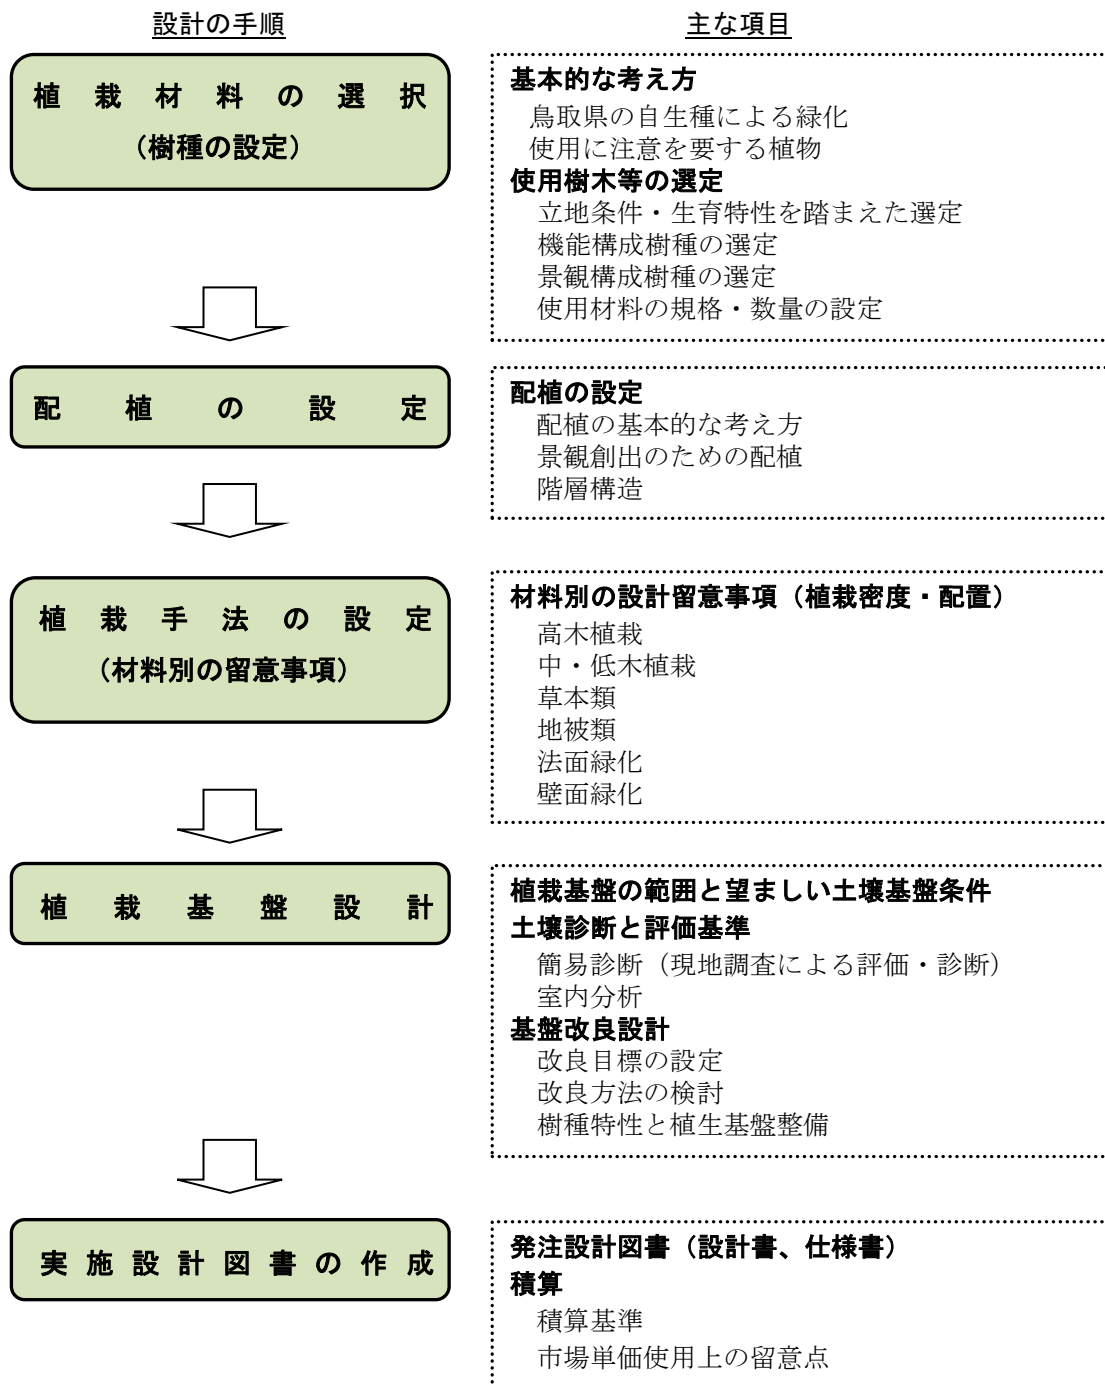 設計の手順
主な項目
植栽材料の選択
（樹種の設定）
基本的な考え方
鳥取県の自生種による緑化
使用に注意を要する植物
使用樹木等の選定
立地条件・生育特性を踏まえた選定
機能構成樹種の選定
景観構成樹種の選定
使用材料の規格・数量の設定
配植の設定
配植の設定
配植の基本的な考え方
景観創出のための配植
階層構造
植栽手法の設定
（材料別の留意事項）
材料別の設計留意事項（植栽密度・配置）
高木植栽
中・低木植栽
草本類
地被類
法面緑化
壁面緑化
植栽基盤設計
植栽基盤の範囲と望ましい土壌基盤条件
土壌診断と評価基準
簡易診断（現地調査による評価・診断）
室内分析
基盤改良設計
改良目標の設定
改良方法の検討
樹種特性と植生基盤整備
実施設計図書の作成
発注設計図書（設計書、仕様書）
積算
積算基準
市場単価使用上の留意点